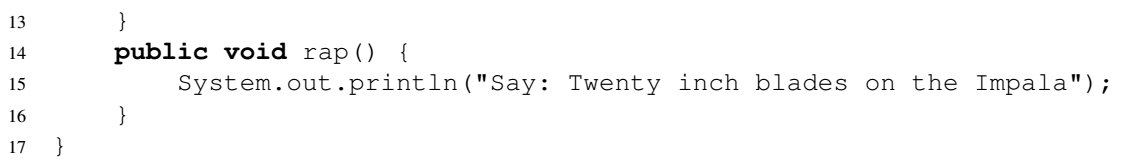 13 }
14 public void rap() {
15 System.out.println("Say: Twenty inch blades on the Impala");
16 }
17 }